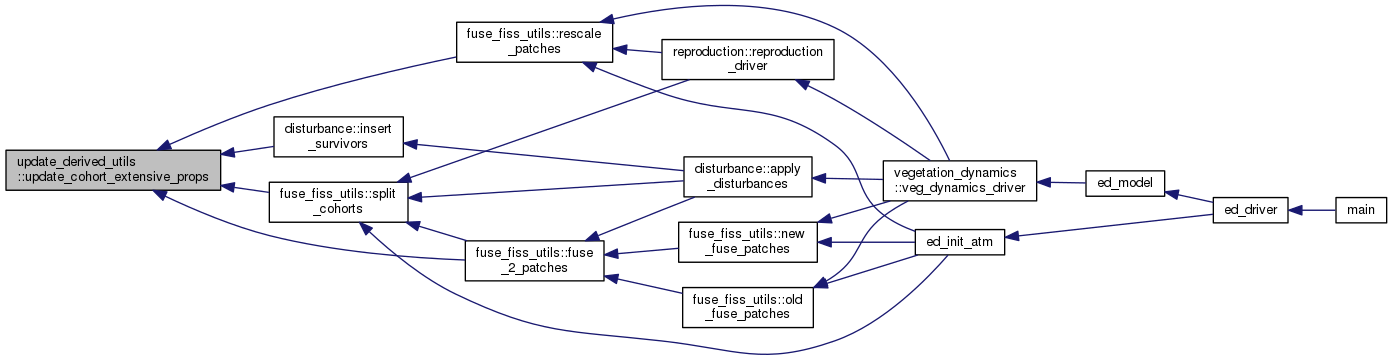 update_derived_utils
::update_cohort_extensive_props
fuse_fiss_utils::rescale
_patches
disturbance::insert
_survivors
fuse_fiss_utils::split
_cohorts
fuse_fiss_utils::fuse
_2_patches
reproduction::reproduction
_driver
disturbance::apply
_disturbances
fuse_fiss_utils::new
_fuse_patches
fuse_fiss_utils::old
_fuse_patches
vegetation_dynamics
::veg_dynamics_driver
ed_init_atm
ed_model
ed_driver
main